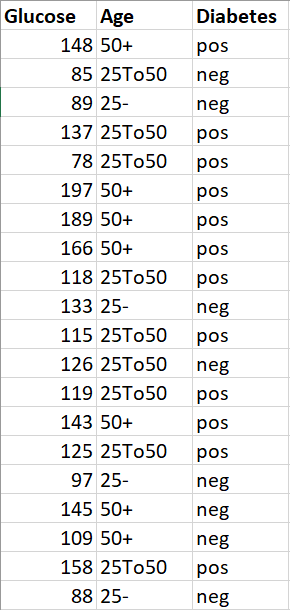 Glucose Age Diabetes
148 50+ pos
85 25To50 neg
89 25- neg
137 25To50 pos
78 25To50 pos
197 50+ pos
189 50+ pos
166 50+ pos
118 25To50 pos
133 25- neg
115 25To50 pos
126 25To50 neg
119 25To50 pos
143 50+ pos
125 25To50 pos
97 25- neg
145 50+ neg
109 50+ neg
158 25To50 pos
88 25- neg